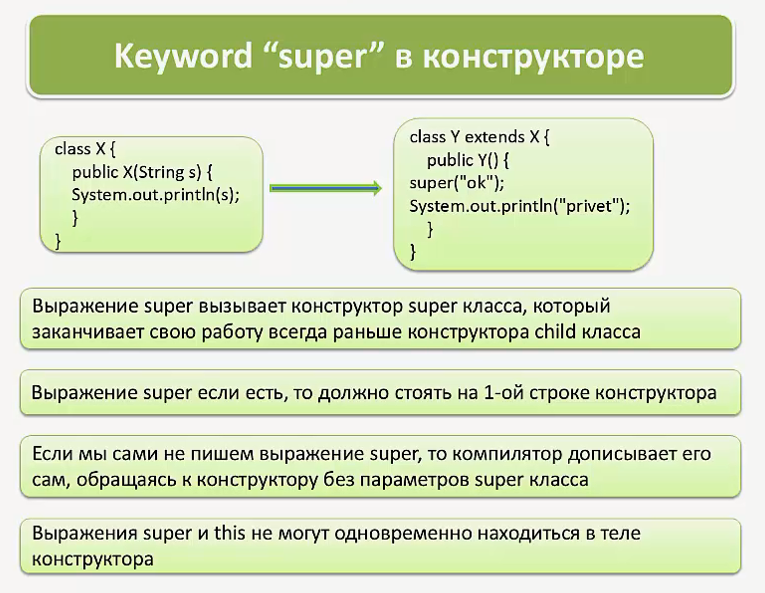 Keyword “super” в конструкторе
class X {
public X(String s) {
System.out.println(s);
}
}
class Y extends X {
public Y() {
super("ok");
System.out.println("privet");
}
}
Выражение super вызывает конструктор super класса, который
заканчивает свою работу всегда раньше конструктора child класса
Выражение super если есть, то должно стоять на 1-ой строке конструктора
Если мы сами не пишем выражение super, то компилятор дописывает его
сам, обращаясь к конструктору без параметров super класса
Выражения super и this не могут одновременно находиться в теле
конструктора